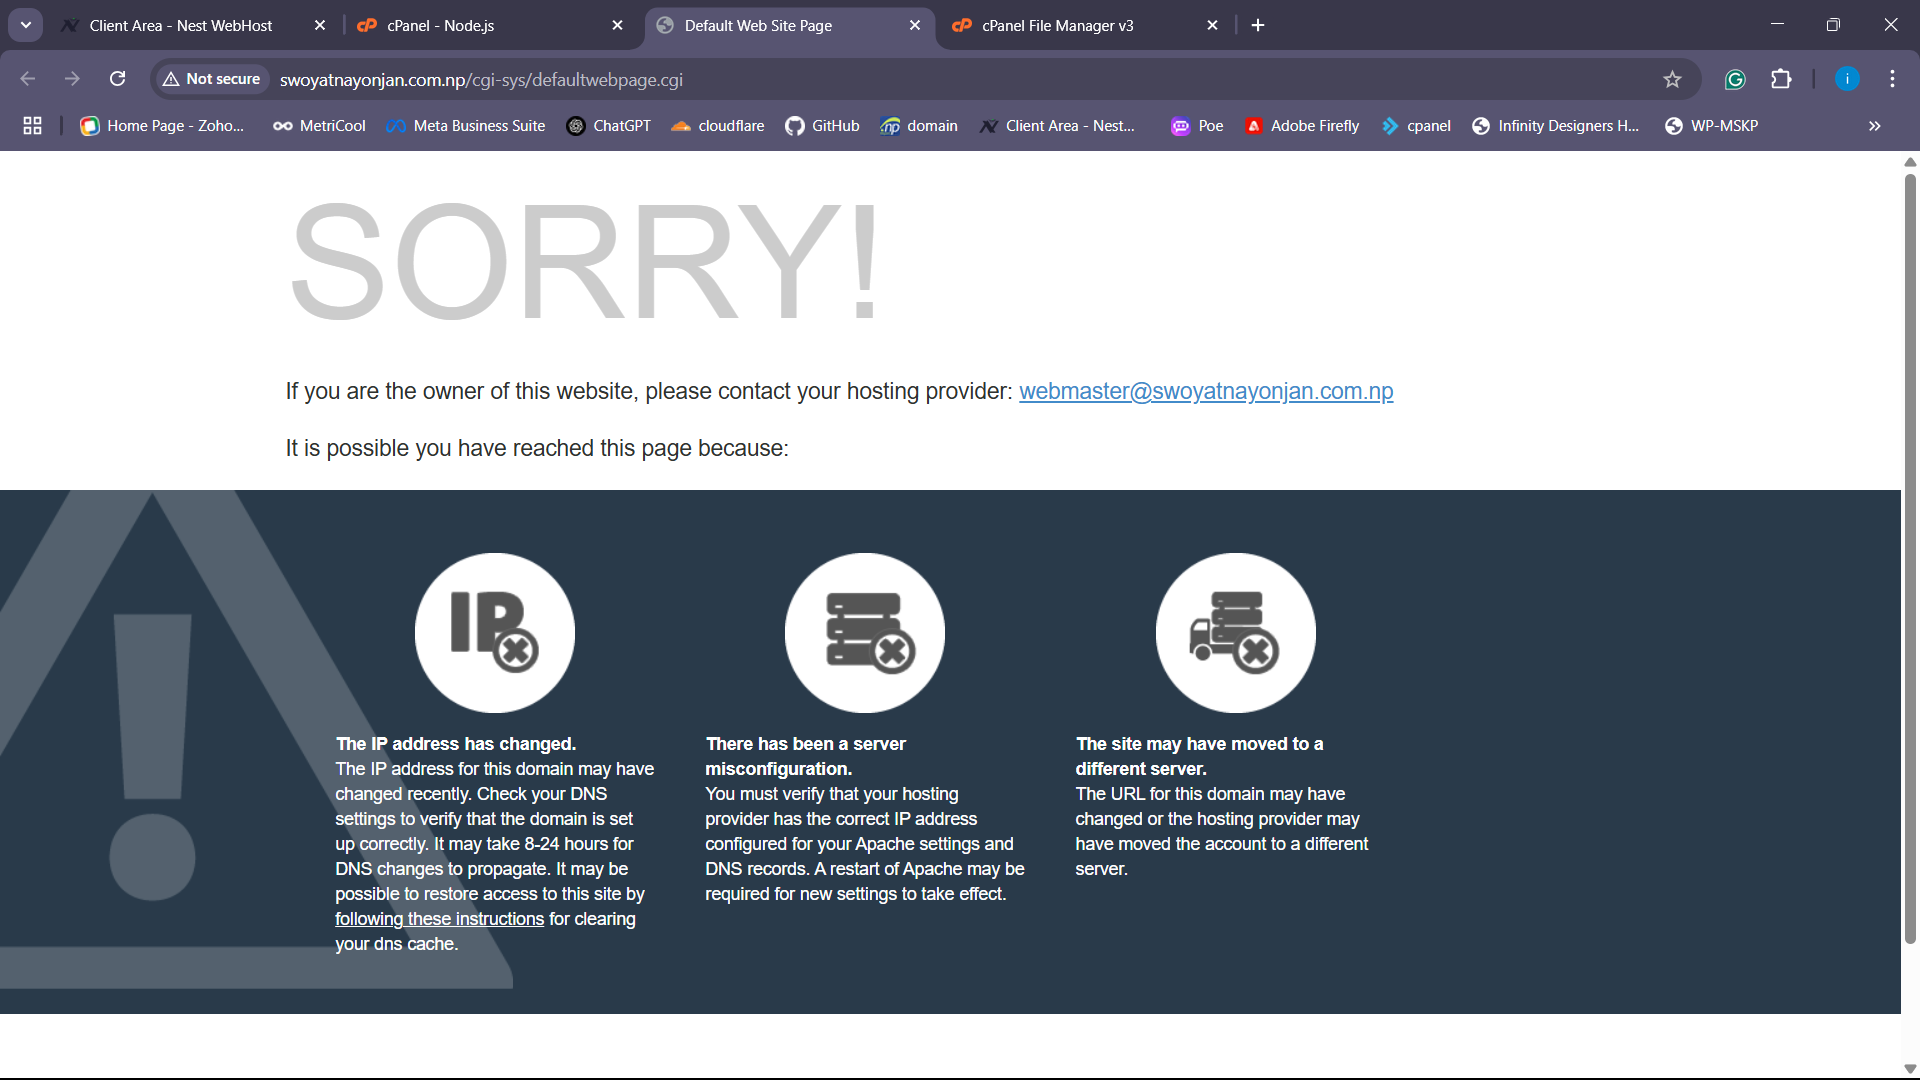 Client Area - Nest WebHost
cPanel - Node.js
Default Web Site Page
cPanel File Manager v3
Not secure
swoyatnayonjan.com.np/cgi-sys/defaultwebpage.cgi
Home Page - Zoho...
MetriCool
Meta Business Suite
ChatGPT
cloudflare
GitHub
domain
Client Area - Nest...
Poe
Adobe Firefly
cpanel
Infinity Designers H...
WP-MSKP
SORRY!
If you are the owner of this website, please contact your hosting provider: webmaster@swoyatnayonjan.com.np
It is possible you have reached this page because:
IP
The IP address has changed.
The IP address for this domain may have
changed recently. Check your DNS
settings to verify that the domain is set
up correctly. It may take 8-24 hours for
DNS changes to propagate. It may be
possible to restore access to this site by
following these instructions for clearing
your dns cache.
There has been a server
misconfiguration.
You must verify that your hosting
provider has the correct IP address
configured for your Apache settings and
DNS records. A restart of Apache may be
required for new settings to take effect.
The site may have moved to a
different server.
The URL for this domain may have
changed or the hosting provider may
have moved the account to a different
server.